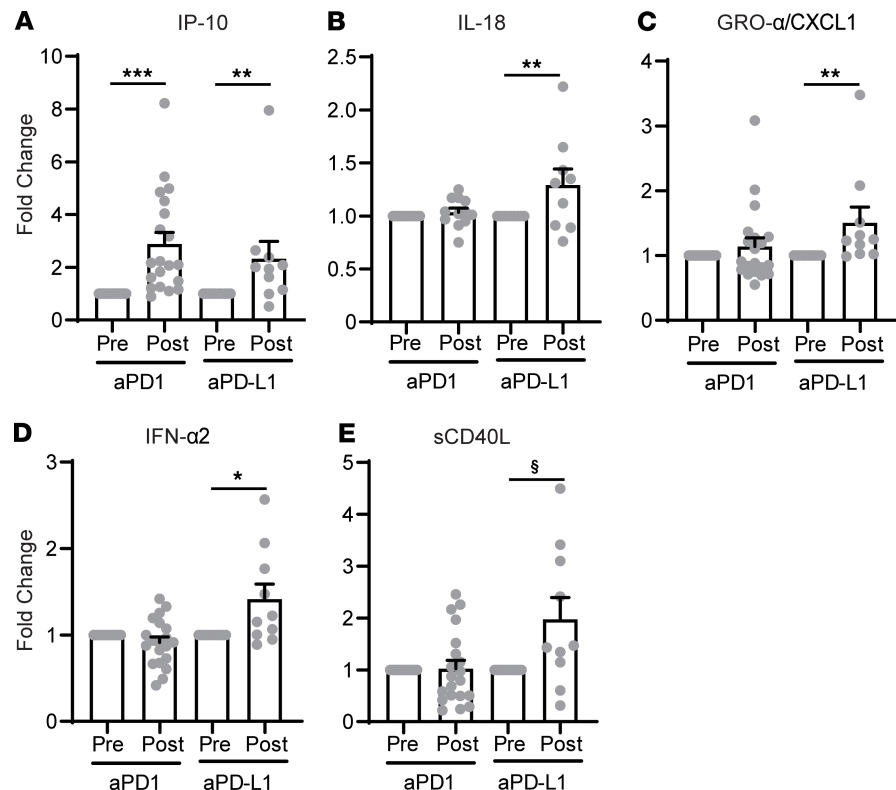 A IP-10
Fold Change
10
8
6
4
2
0
*** **
Pre Post Pre Post
aPD1 aPD-L1
B IL-18
2.5
2.0
1.5
1.0
0.5
0
**
Pre Post Pre Post
aPD1 aPD-L1
C GRO-α/CXCL1
4
3
2
1
0
**
Pre Post Pre Post
aPD1 aPD-L1
D IFN-α2
Fold Change
3
2
1
0
*
Pre Post Pre Post
aPD1 aPD-L1
E sCD40L
5
4
3
2
1
0
§
Pre Post Pre Post
aPD1 aPD-L1